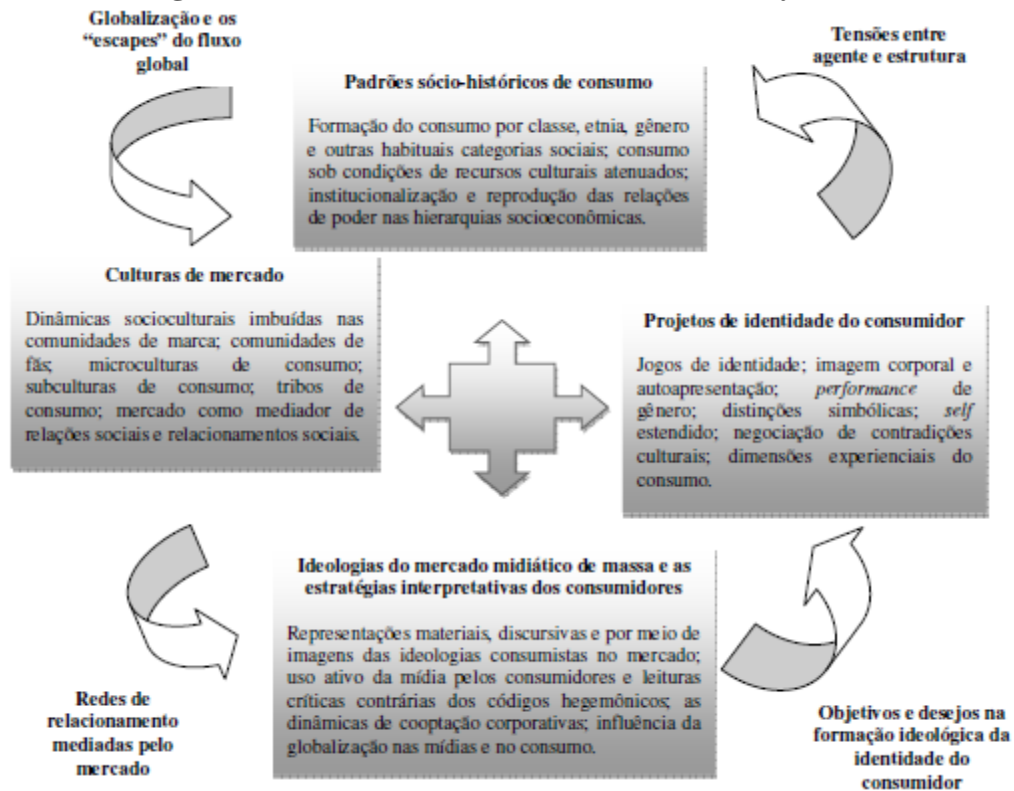 Globalização e os
“escapes” do fluxo
global
Tensões entre
agente e estrutura
Padrões sócio-históricos de consumo
Formação do consumo por classe, etnia, gênero
e outras habituais categorias sociais; consumo
sob condições de recursos culturais atenuados;
institucionalização e reprodução das relações
de poder nas hierarquias socioeconômicas.
Culturas de mercado
Dinâmicas socioculturais imbuídas nas
comunidades de marca; comunidades de
fãs; microculturas de consumo;
subculturas de consumo; tribos de
consumo; mercado como mediador de
relações sociais e relacionamentos sociais.
Projetos de identidade do consumidor
Jogos de identidade; imagem corporal e
autoapresentação; performance de
gênero; distinções simbólicas; self
estendido; negociação de contradições
culturais; dimensões experienciais do
consumo.
Ideologias do mercado midiático de massa e as
estratégias interpretativas dos consumidores
Representações materiais, discursivas e por meio de
imagens das ideologias consumistas no mercado;
uso ativo da mídia pelos consumidores e leituras
críticas contrárias dos códigos hegemônicos; as
dinâmicas de cooptação corporativas; influência da
globalização nas mídias e no consumo.
Redes de
relacionamento
mediadas pelo
mercado
Objetivos e desejos na
formação ideológica da
identidade do
consumidor